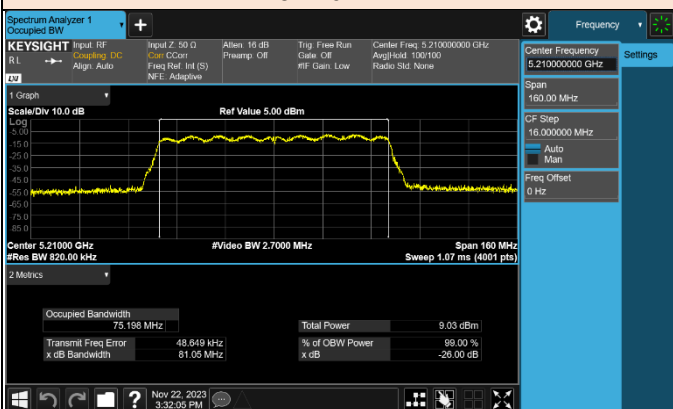 Spectrum Analyzer 1
Occupied BW
Frequency
KEYSIGHT
R L
Input: RF
Coupling: DC
Align: Auto
Input Z: 50 Ω
Corr CCorr
Freq Ref: Int (S)
NFE: Adaptive
Atten: 16 dB
Preamp: Off
Trig: Free Run
Gate: Off
#IF Gain: Low
Center Freq: 5.210000000 GHz
Avg|Hold: 100/100
Radio Std: None
Center Frequency
5.210000000 GHz
Settings
Span
160.00 MHz
CF Step
16.000000 MHz
Auto
Man
Freq Offset
0 Hz
1 Graph
Scale/Div 10.0 dB
Ref Value 5.00 dBm
Log
-5.00
-15.0
-25.0
-35.0
-45.0
-55.0
-65.0
-75.0
-85.0
Center 5.21000 GHz
#Video BW 2.7000 MHz
Span 160 MHz
#Res BW 820.00 kHz
Sweep 1.07 ms (4001 pts)
2 Metrics
Occupied Bandwidth
75.198 MHz
Total Power 9.03 dBm
Transmit Freq Error 48.649 kHz
% of OBW Power 99.00 %
x dB Bandwidth 81.05 MHz
x dB -26.00 dB
?
Nov 22, 2023
3:32:05 PM